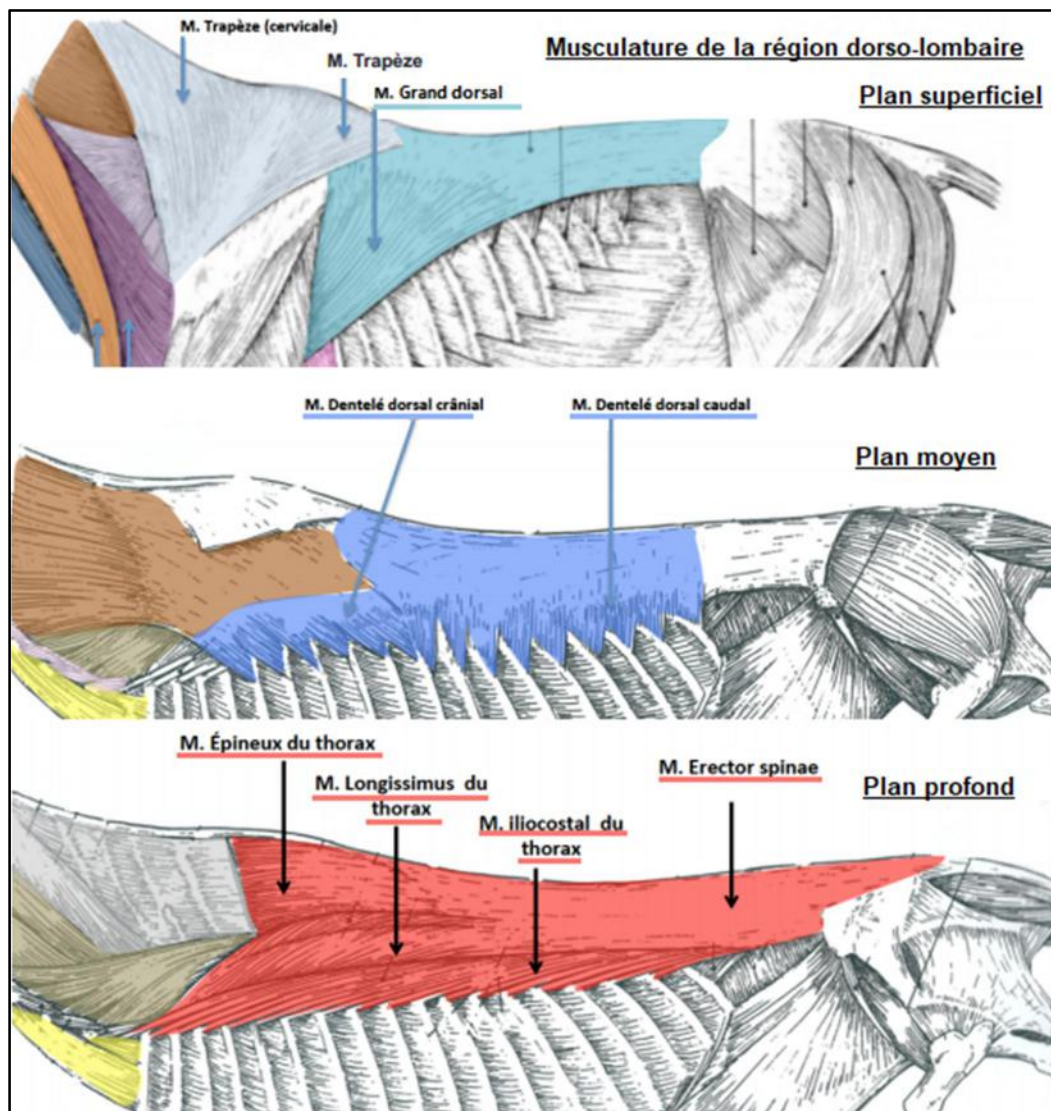 M. Trapèze (cervicale)
Musculature de la région dorso-lombaire
M. Trapèze
Plan superficiel
M. Grand dorsal
M. Dentelé dorsal crânial
M. Dentelé dorsal caudal
Plan moyen
M. Épineux du thorax
M. Longissimus du
thorax
M. iliocostal du
thorax
M. Erector spinae
Plan profond